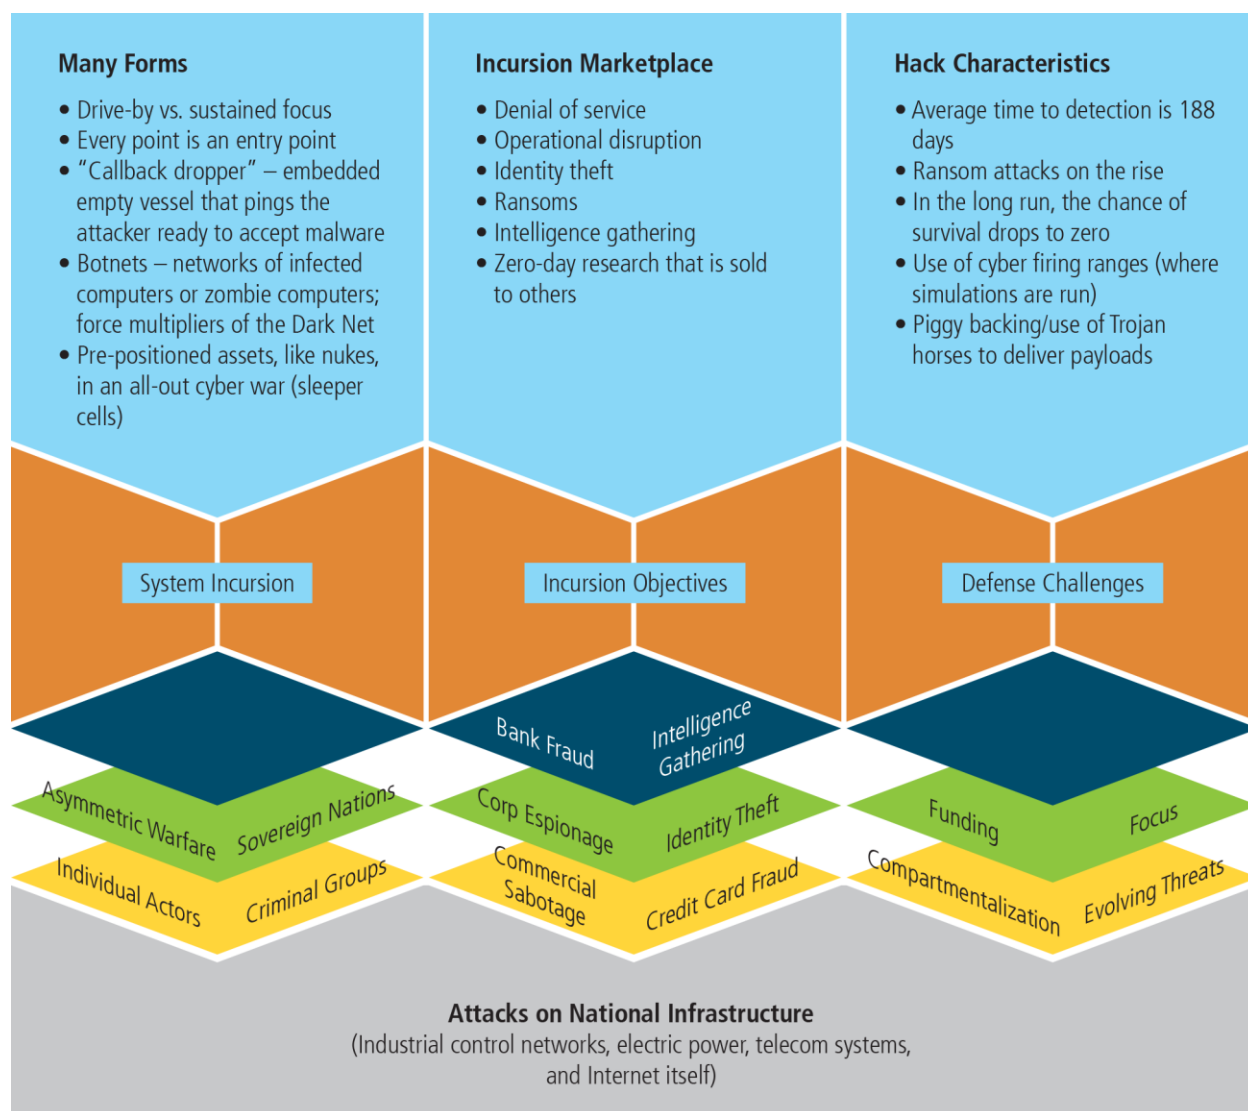 Many Forms
• Drive-by vs. sustained focus
• Every point is an entry point
• “Callback dropper” – embedded
empty vessel that pings the
attacker ready to accept malware
• Botnets – networks of infected
computers or zombie computers;
force multipliers of the Dark Net
• Pre-positioned assets, like nukes,
in an all-out cyber war (sleeper
cells)
Incursion Marketplace
• Denial of service
• Operational disruption
• Identity theft
• Ransoms
• Intelligence gathering
• Zero-day research that is sold
to others
Hack Characteristics
• Average time to detection is 188
days
• Ransom attacks on the rise
• In the long run, the chance of
survival drops to zero
• Use of cyber firing ranges (where
simulations are run)
• Piggy backing/use of Trojan
horses to deliver payloads
System Incursion
Incursion Objectives
Defense Challenges
Asymmetric Warfare
Sovereign Nations
Individual Actors
Criminal Groups
Bank Fraud
Intelligence
Gathering
Corp Espionage
Identity Theft
Commercial
Sabotage
Credit Card Fraud
Funding
Focus
Compartmentalization
Evolving Threats
Attacks on National Infrastructure
(Industrial control networks, electric power, telecom systems,
and Internet itself)